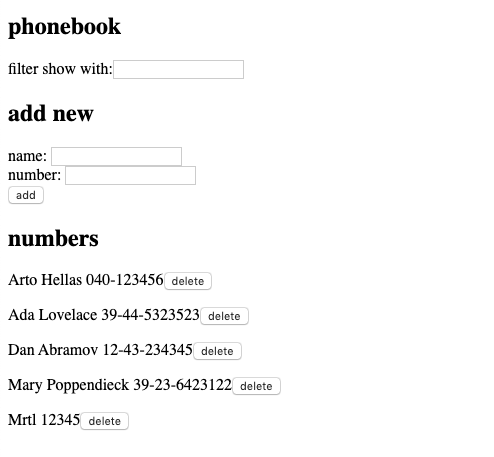 phonebook
filter show with:
add new
name:
number:
add
numbers
Arto Hellas 040-123456 delete
Ada Lovelace 39-44-5323523 delete
Dan Abramov 12-43-234345 delete
Mary Poppendieck 39-23-6423122 delete
Mrtl 12345 delete